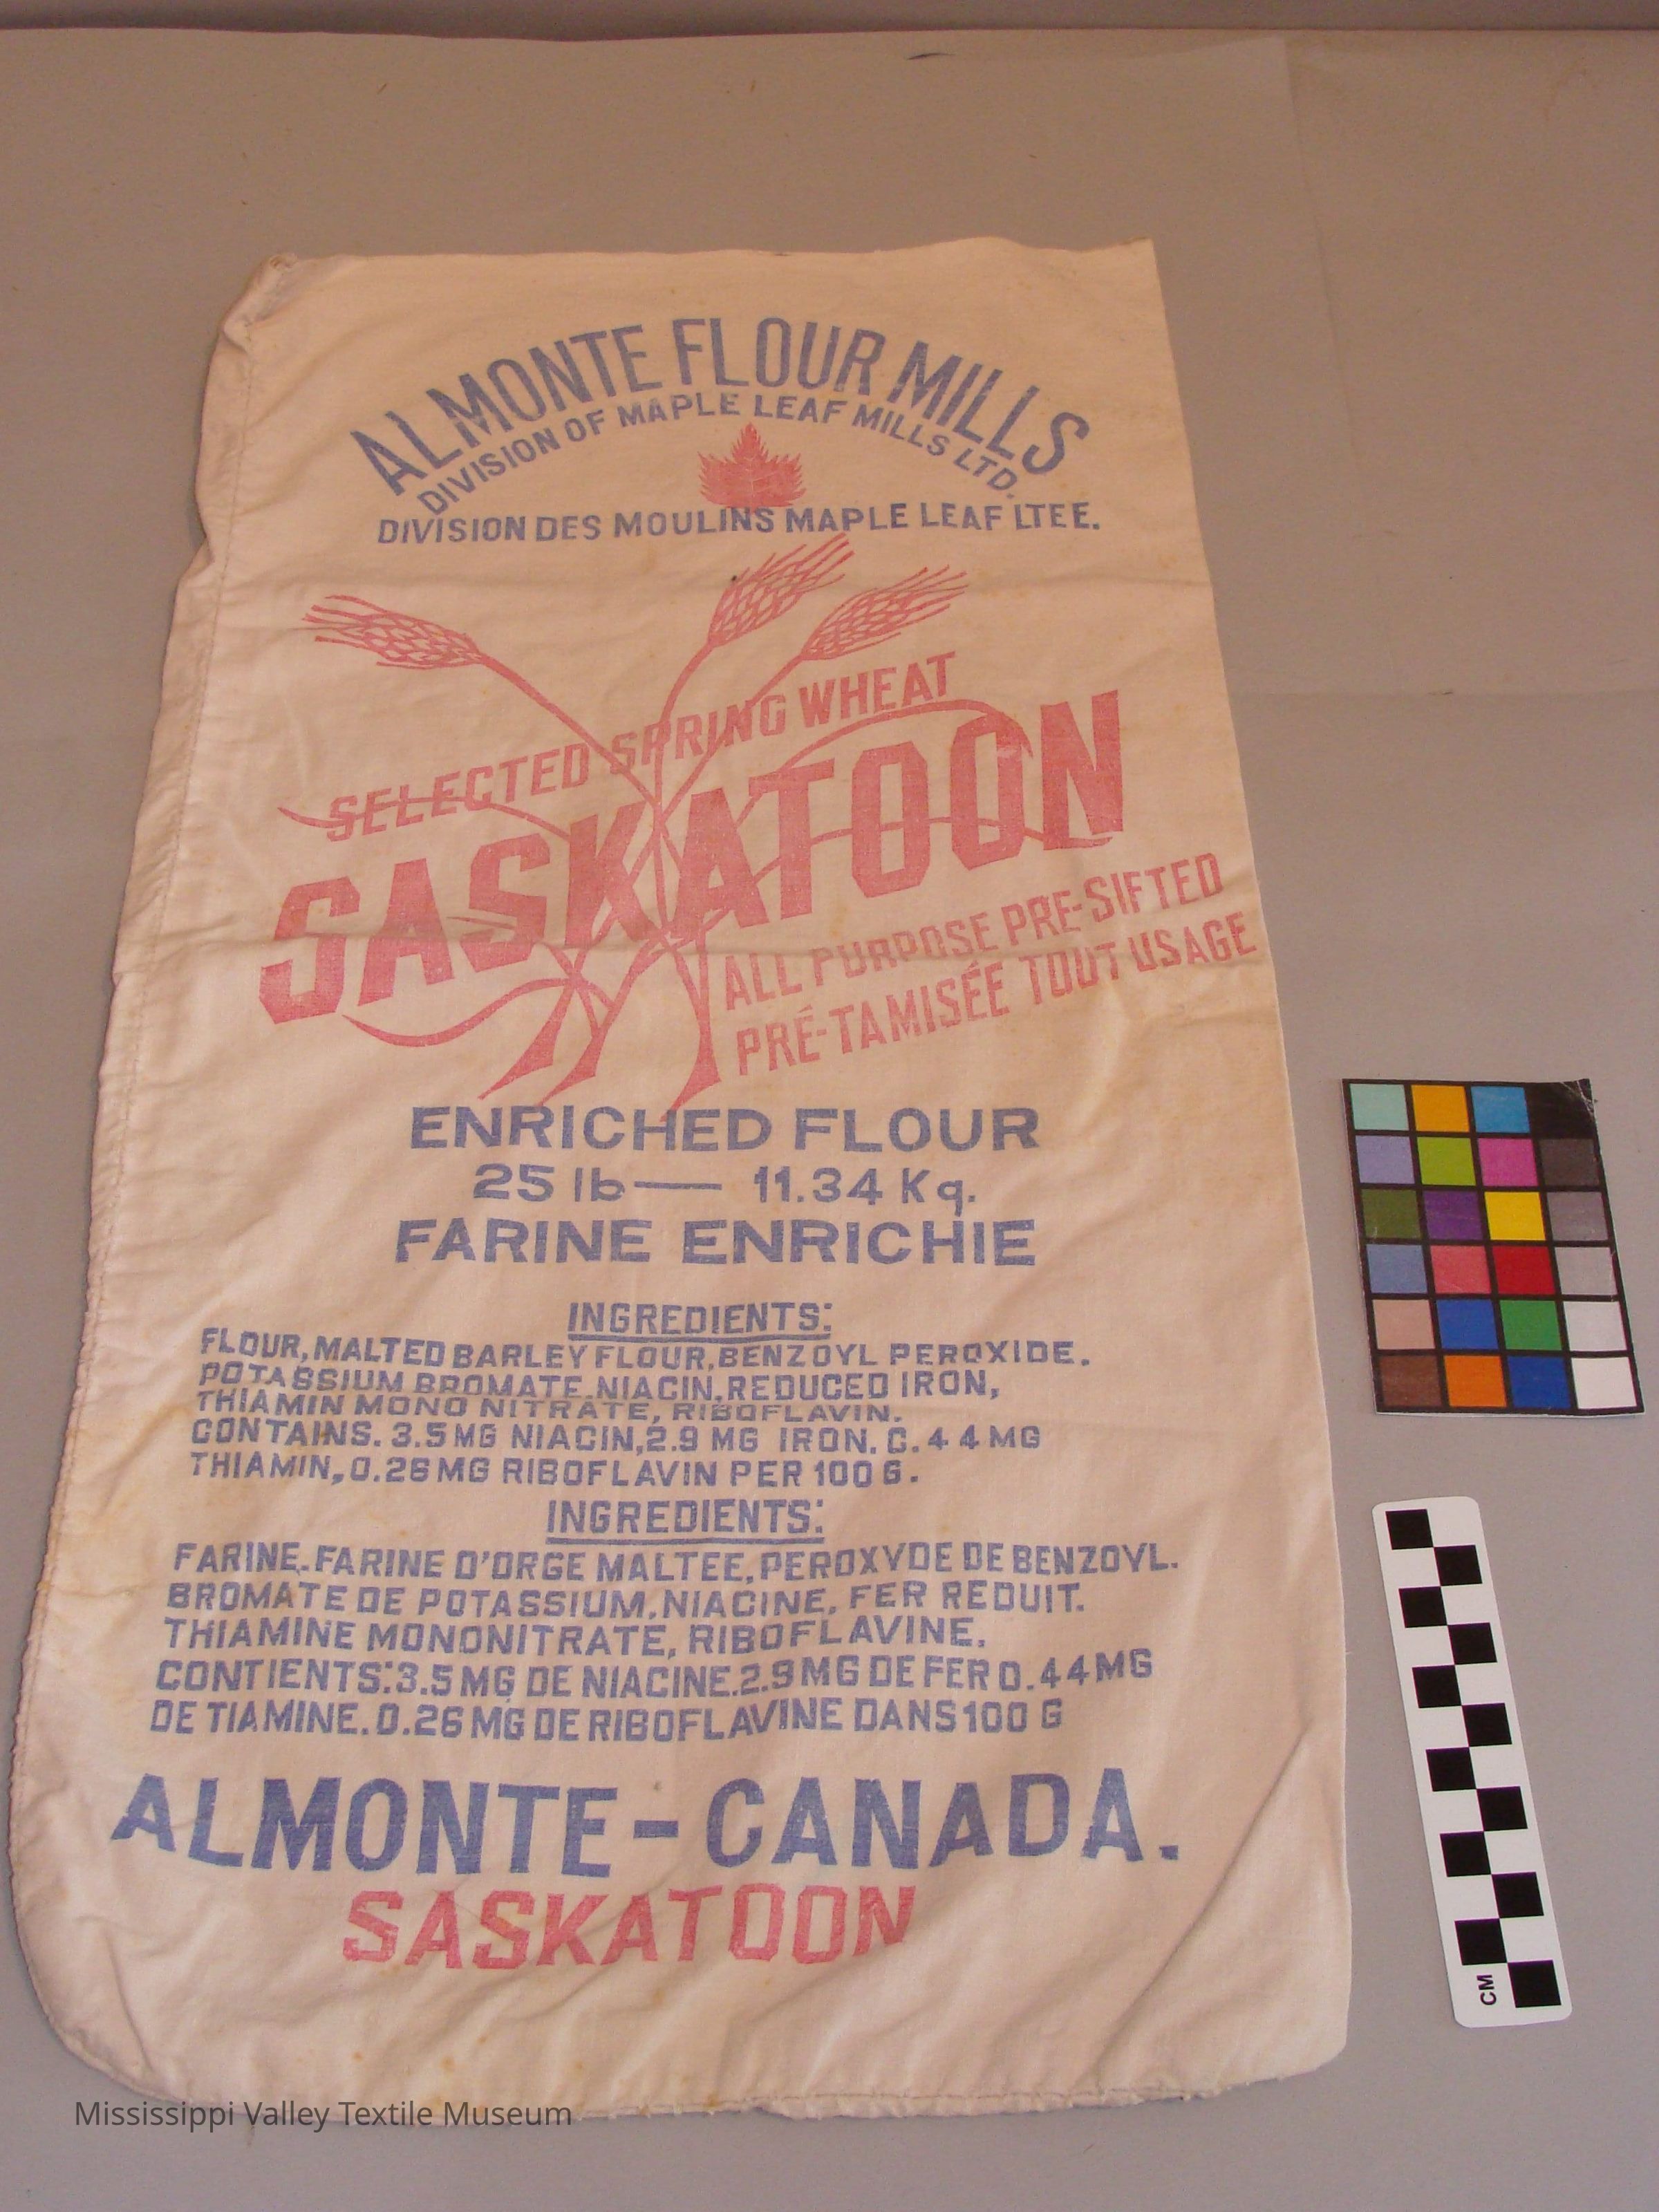 ALMONTE FLOUR MILLS
DIVISION OF MAPLE LEAF MILLS LTD.
DIVISION DES MOULINS MAPLE LEAF LTEE.
SELECTED SPRING WHEAT
SASKATOON
ALL PURPOSE PRE-SIFTED
PRÉ-TAMISÉE TOUT USAGE
ENRICHED FLOUR
25 lb — 11.34 Kg.
FARINE ENRICHIE
INGREDIENTS:
FLOUR, MALTED BARLEY FLOUR, BENZOYL PEROXIDE.
POTASSIUM BROMATE. NIACIN, REDUCED IRON,
THIAMIN MONO NITRATE, RIBOFLAVIN.
CONTAINS. 3.5 MG NIACIN, 2.9 MG IRON. 0.44 MG
THIAMIN, 0.26 MG RIBOFLAVIN PER 100 G.
INGREDIENTS:
FARINE. FARINE D'ORGE MALTEE, PEROXYDE DE BENZOYL.
BROMATE DE POTASSIUM. NIACINE, FER REDUIT.
THIAMINE MONONITRATE, RIBOFLAVINE.
CONTIENTS: 3.5 MG DE NIACINE. 2.9 MG DE FER 0.44 MG
DE TIAMINE. 0.26 MG DE RIBOFLAVINE DANS 100 G
ALMONTE-CANADA.
SASKATOON
CM
Mississippi Valley Textile Museum